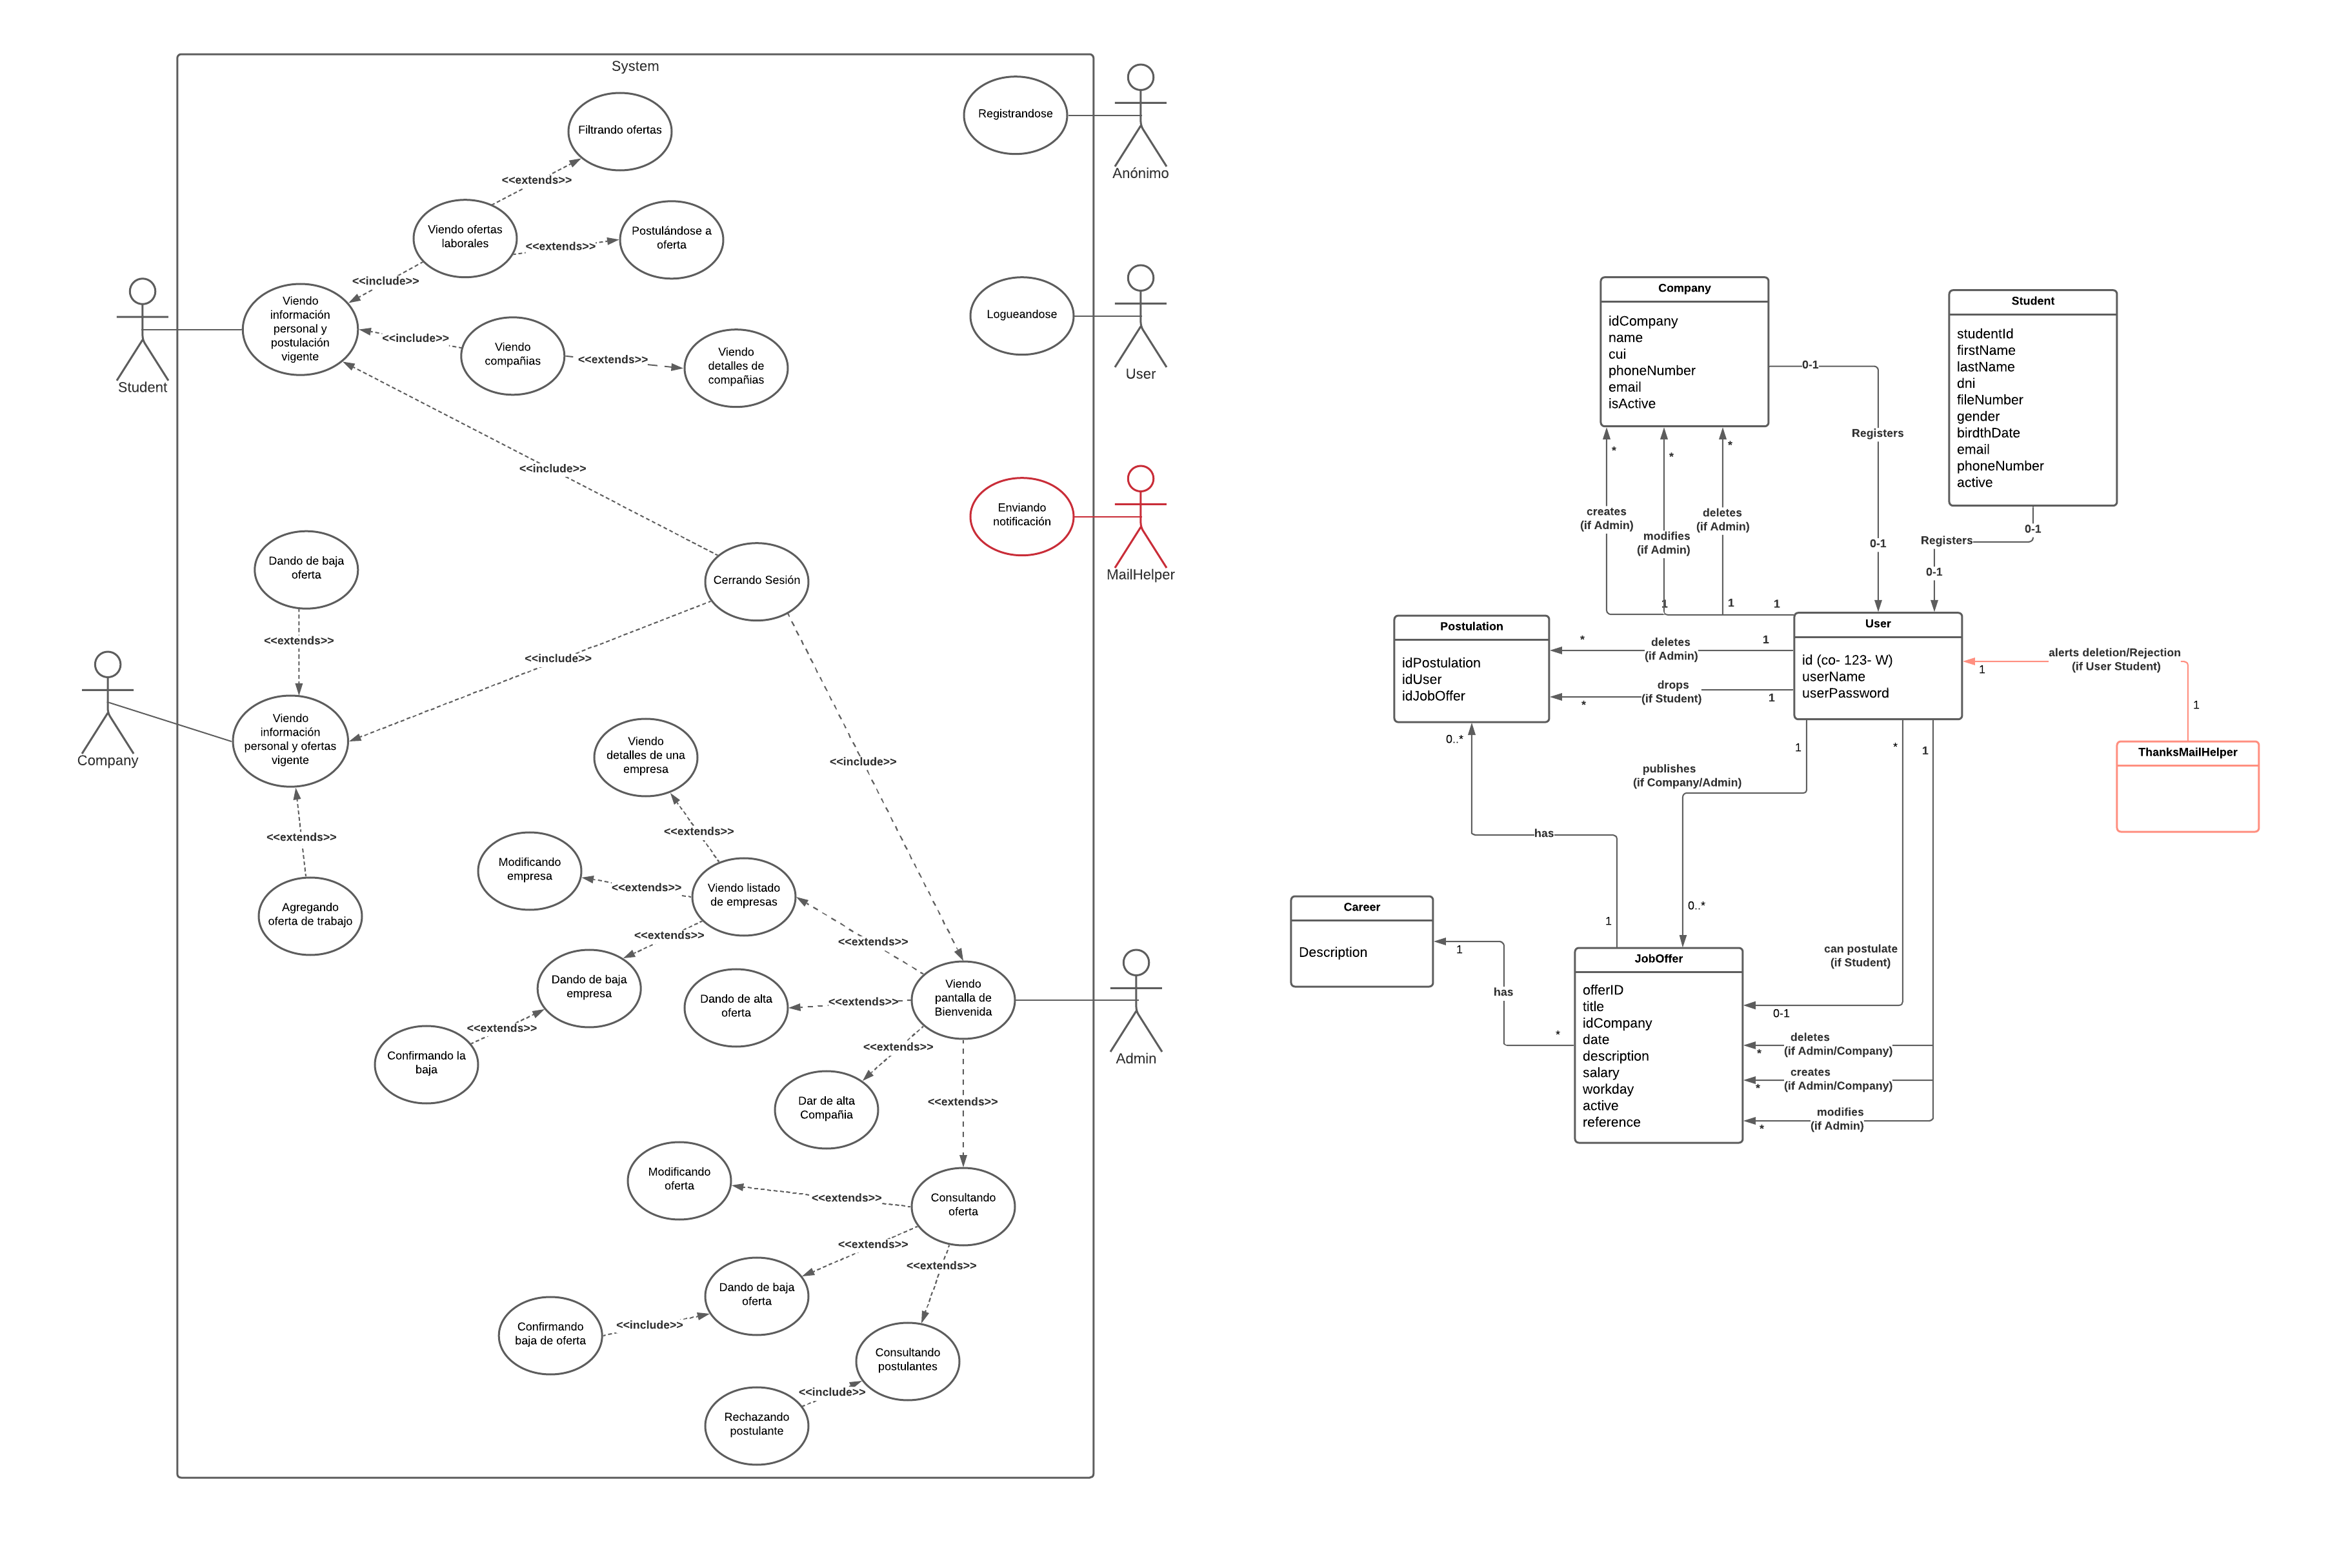 System
Registrandose
Anónimo
Filtrando ofertas
<<extends>>
Viendo ofertas
laborales
<<extends>>
Postulándose a
oferta
<<include>>
Viendo
información
personal y
postulación
vigente
Student
<<include>>
Viendo
compañias
<<extends>>
Viendo
detalles de
compañias
Logueandose
User
<<include>>
Enviando
notificación
MailHelper
Cerrando Sesión
Dando de baja
oferta
<<extends>>
<<include>>
Viendo
información
personal y ofertas
vigente
Company
<<extends>>
Agregando
oferta de trabajo
<<include>>
Viendo
detalles de una
empresa
<<extends>>
Modificando
empresa
<<extends>>
Viendo listado
de empresas
<<extends>>
<<extends>>
Dando de baja
empresa
<<extends>>
Confirmando la
baja
Dando de alta
oferta
<<extends>>
Viendo
pantalla de
Bienvenida
Admin
<<extends>>
Dar de alta
Compañia
<<extends>>
Modificando
oferta
<<extends>>
Consultando
oferta
<<extends>>
<<extends>>
Dando de baja
oferta
Confirmando
baja de oferta
<<include>>
Consultando
postulantes
<<include>>
Rechazando
postulante
Company
idCompany
name
cui
phoneNumber
email
isActive
Student
studentId
firstName
lastName
dni
fileNumber
gender
birdthDate
email
phoneNumber
active
0-1
Registers
0-1
0-1
Registers
0-1
*
*
*
creates
(if Admin)
modifies
(if Admin)
deletes
(if Admin)
1
1
1
Postulation
idPostulation
idUser
idJobOffer
*
deletes
(if Admin)
1
drops
(if Student)
*
1
User
id (co- 123- W)
userName
userPassword
alerts deletion/Rejection
(if User Student)
1
1
ThanksMailHelper
0..*
has
1
1
publishes
(if Company/Admin)
0..*
*
1
can postulate
(if Student)
0-1
Career
Description
1
has
*
JobOffer
offerID
title
idCompany
date
description
salary
workday
active
reference
deletes
(if Admin/Company)
*
creates
(if Admin/Company)
*
modifies
(if Admin)
*